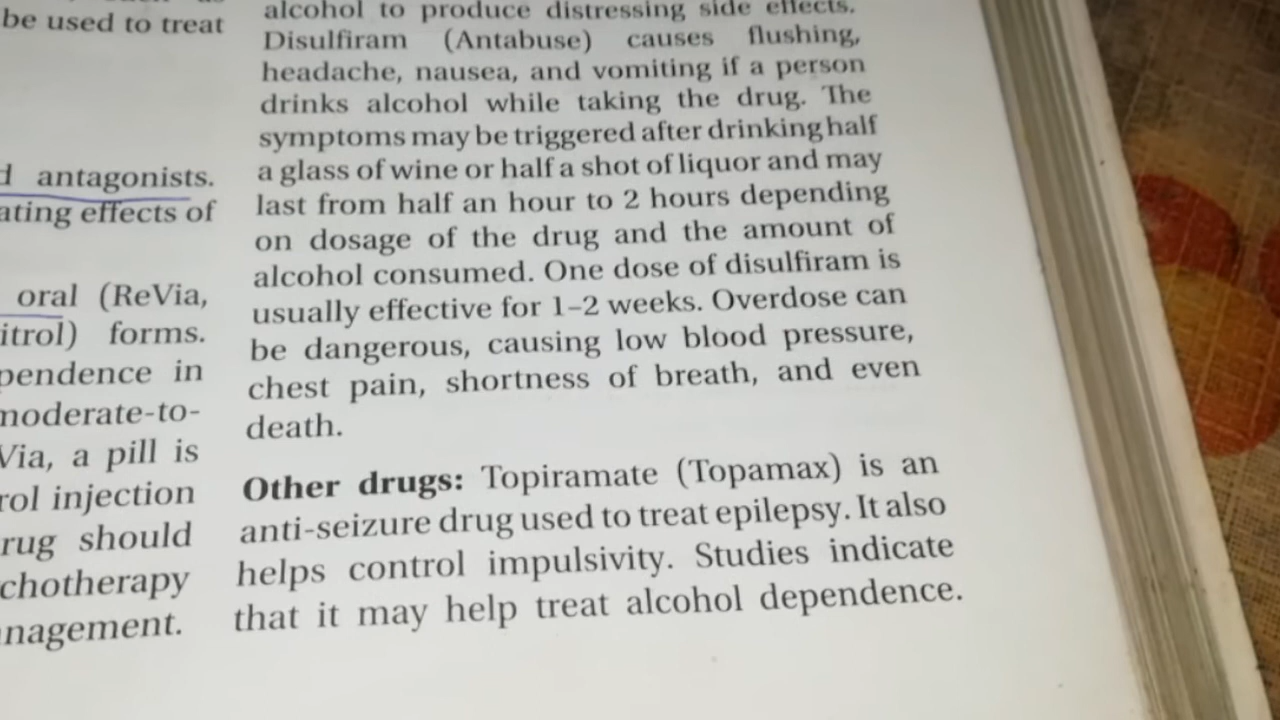 be used to treat
d antagonists.
ating effects of
oral (ReVia,
itrol) forms.
pendence in
moderate-to-
Via, a pill is
rol injection
rug should
chotherapy
nagement.
alcohol to produce distressing side effects.
Disulfiram (Antabuse) causes flushing,
headache, nausea, and vomiting if a person
drinks alcohol while taking the drug. The
symptoms may be triggered after drinking half
a glass of wine or half a shot of liquor and may
last from half an hour to 2 hours depending
on dosage of the drug and the amount of
alcohol consumed. One dose of disulfiram is
usually effective for 1–2 weeks. Overdose can
be dangerous, causing low blood pressure,
chest pain, shortness of breath, and even
death.
Other drugs: Topiramate (Topamax) is an
anti-seizure drug used to treat epilepsy. It also
helps control impulsivity. Studies indicate
that it may help treat alcohol dependence.